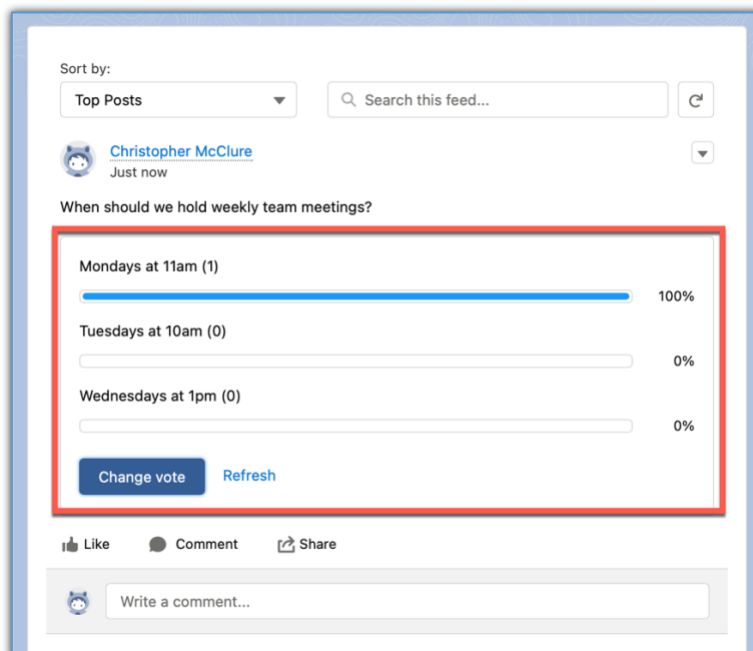 Sort by:
Top Posts
Search this feed...
Christopher McClure
Just now
When should we hold weekly team meetings?
Mondays at 11am (1)
100%
Tuesdays at 10am (0)
0%
Wednesdays at 1pm (0)
0%
Change vote Refresh
Like Comment Share
Write a comment...